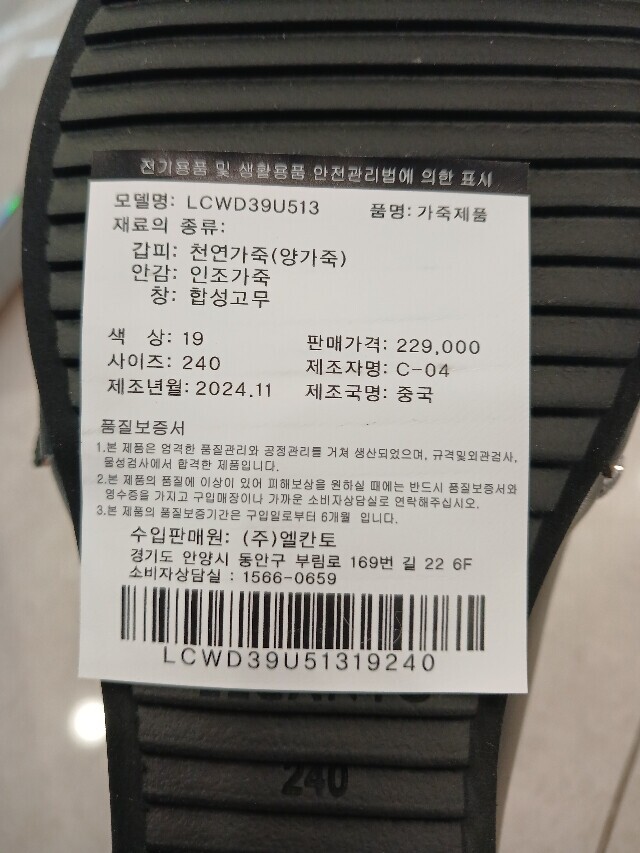 전기용품 및 생활용품 안전관리법에 의한 표시
모델명: LCWD39U513 품명: 가죽제품
재료의 종류:
갑피: 천연가죽(양가죽)
안감: 인조가죽
창: 합성고무
색 상: 19 판매가격: 229,000
사이즈: 240 제조자명: C-04
제조년월: 2024.11 제조국명: 중국
품질보증서
1.본 제품은 엄격한 품질관리와 공정관리를 거쳐 생산되었으며, 규격및외관검사,
물성검사에서 합격한 제품입니다.
2.본 제품의 품질에 이상이 있어 피해보상을 원하실 때에는 반드시 품질보증서와
영수증을 가지고 구입매장이나 가까운 소비자상담실로 연락해주십시오.
3.본 제품의 품질보증기간은 구입일로부터 6개월 입니다.
수입판매원: (주)엘칸토
경기도 안양시 동안구 부림로 169번 길 22 6F
소비자상담실 : 1566-0659
LCWD39U51319240
240